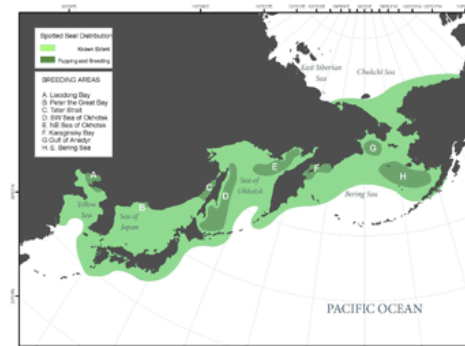 Spotted Seal Distribution
Known Extent
Pupping and Breeding
BREEDING AREAS
A. Liaodong Bay
B. Peter the Great Bay
C. Tatar Strait
D. SW Sea of Okhotsk
E. NE Sea of Okhotsk
F. Karaginsky Bay
G. Gulf of Anadyr
H. E. Bering Sea
East Siberian
Sea
Chukchi Sea
G
H
F
E
Sea of
Okhotsk
C
D
A
B
Yellow
Sea
Sea of
Japan
Bering Sea
PACIFIC OCEAN